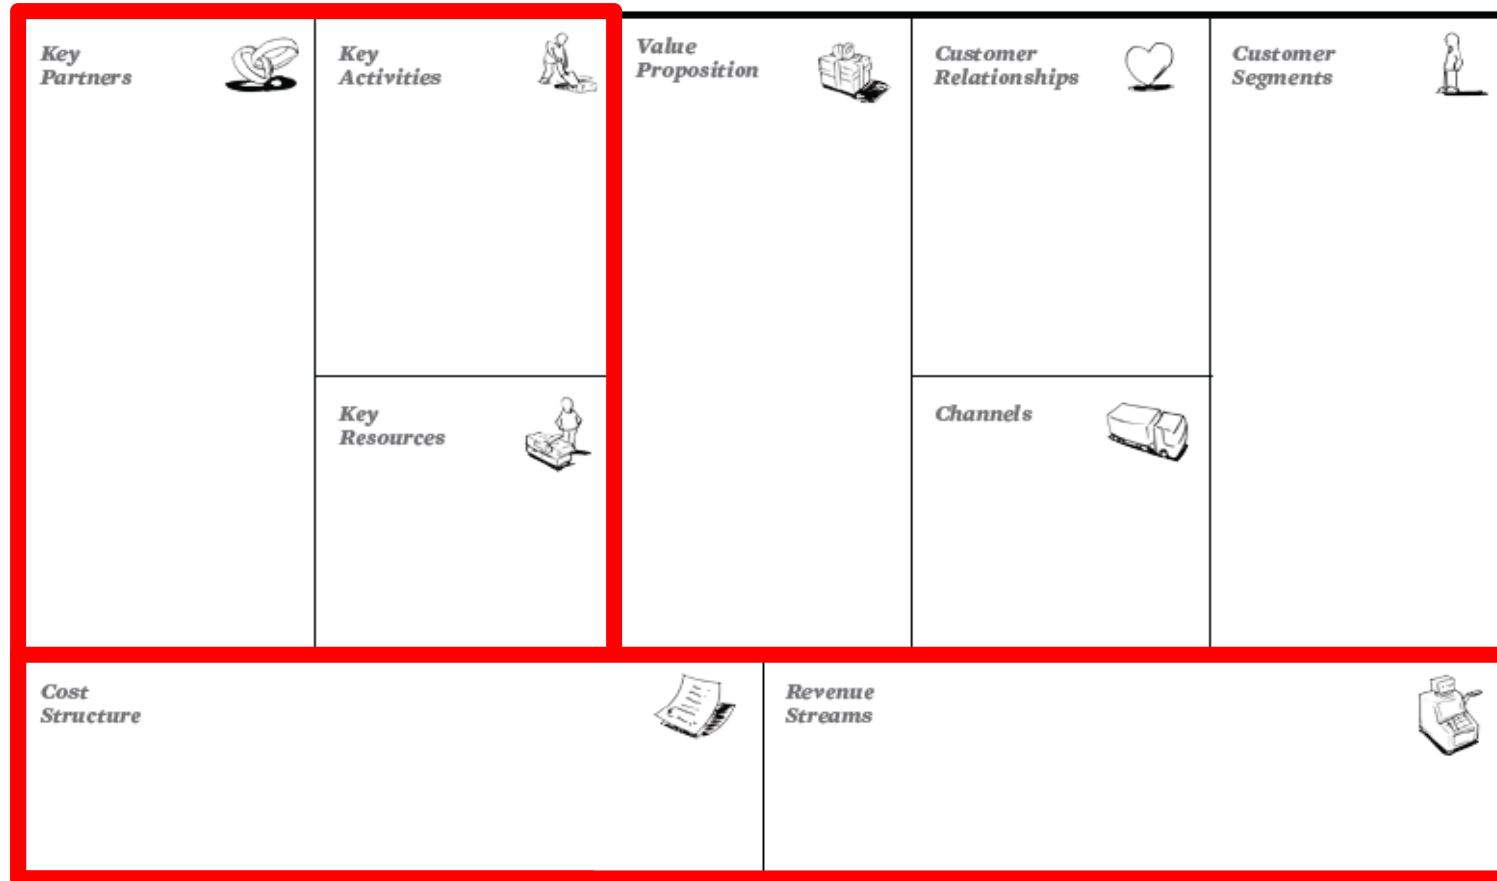 Key
Partners
Key
Activities
Key
Resources
Value
Proposition
Customer
Relationships
Channels
Customer
Segments
Cost
Structure
Revenue
Streams